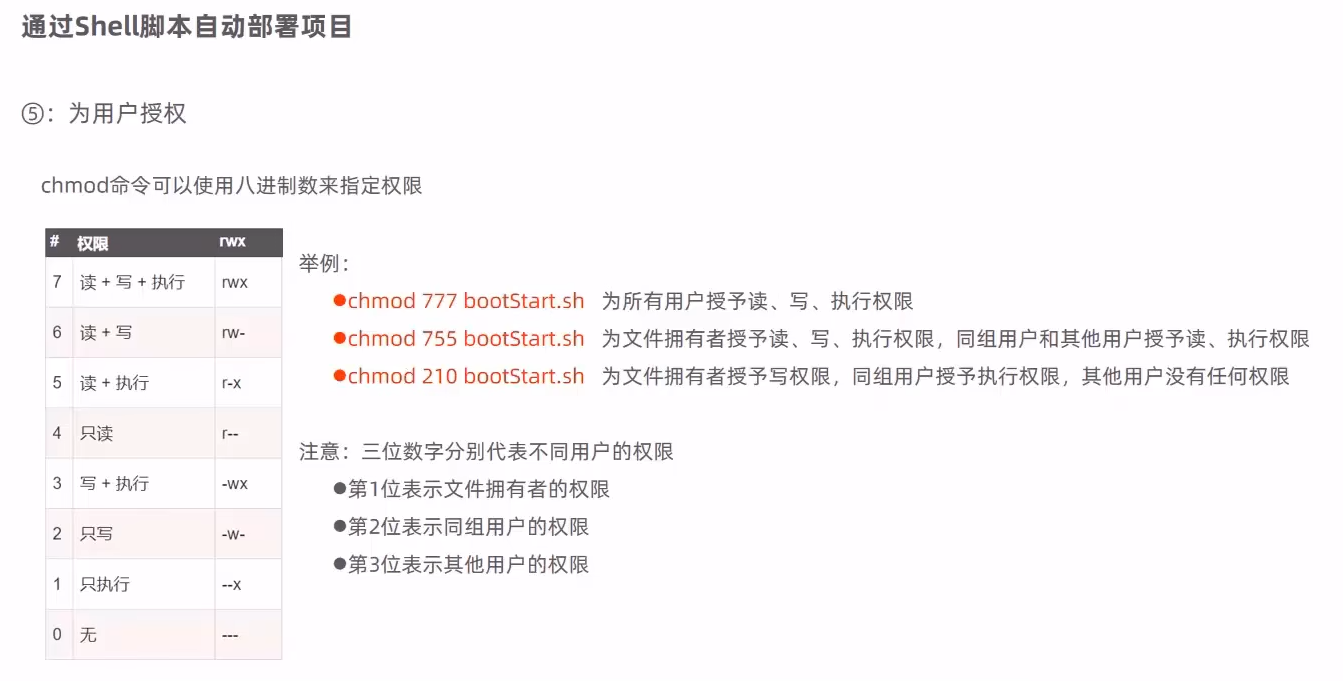 通过Shell脚本自动部署项目
⑤：为用户授权
chmod命令可以使用八进制数来指定权限
# 权限 rwx
7 读 + 写 + 执行 rwx
6 读 + 写 rw-
5 读 + 执行 r-x
4 只读 r--
3 写 + 执行 -wx
2 只写 -w-
1 只执行 --x
0 无 ---
举例：
●chmod 777 bootStart.sh 为所有用户授予读、写、执行权限
●chmod 755 bootStart.sh 为文件拥有者授予读、写、执行权限，同组用户和其他用户授予读、执行权限
●chmod 210 bootStart.sh 为文件拥有者授予写权限，同组用户授予执行权限，其他用户没有任何权限
注意：三位数字分别代表不同用户的权限
●第1位表示文件拥有者的权限
●第2位表示同组用户的权限
●第3位表示其他用户的权限